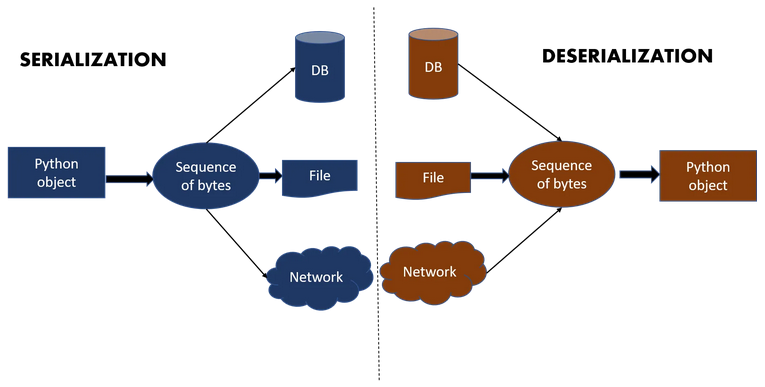 SERIALIZATION
DB
Python
object
Sequence
of bytes
File
Network
DESERIALIZATION
DB
File
Network
Sequence
of bytes
Python
object